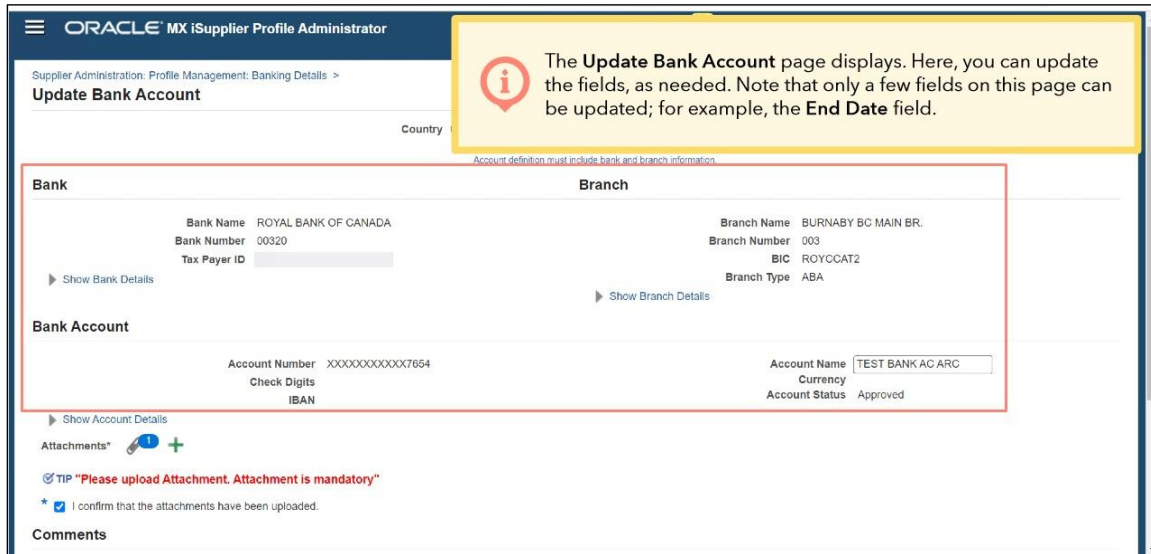 ORACLE MX iSupplier Profile Administrator
The Update Bank Account page displays. Here, you can update
the fields, as needed. Note that only a few fields on this page can
be updated; for example, the End Date field.
Supplier Administration: Profile Management: Banking Details >
Update Bank Account
Country
Account definition must include bank and branch information.
Bank
Branch
Bank Name ROYAL BANK OF CANADA
Branch Name BURNABY BC MAIN BR.
Bank Number 00320
Branch Number 003
Tax Payer ID
BIC ROYCCAT2
Show Bank Details
Branch Type ABA
Show Branch Details
Bank Account
Account Number XXXXXXXXXXX7654
Account Name TEST BANK AC ARC
Check Digits
Currency
IBAN
Account Status Approved
Show Account Details
Attachments* 1
TIP "Please upload Attachment. Attachment is mandatory"
* I confirm that the attachments have been uploaded.
Comments